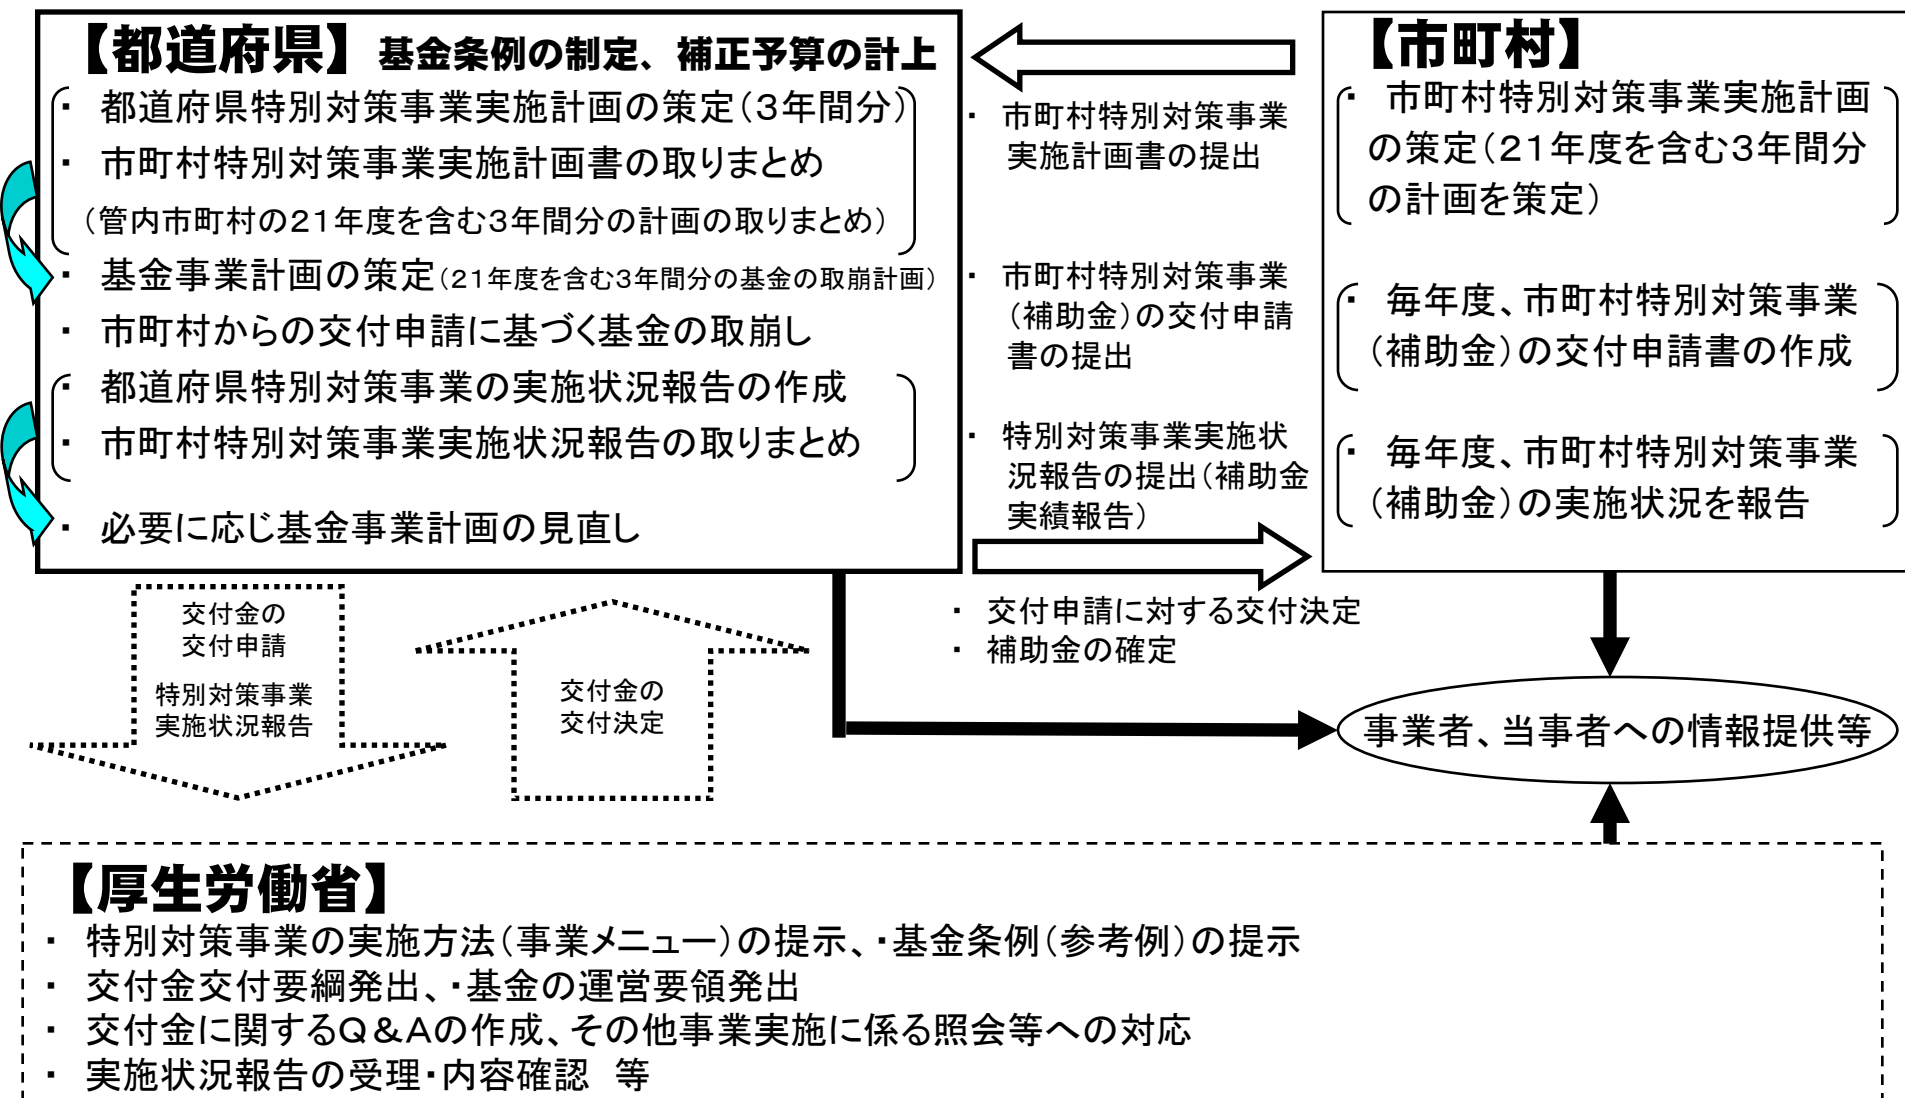 【都道府県】 基金条例の制定、補正予算の計上
・ 都道府県特別対策事業実施計画の策定（3年間分）
・ 市町村特別対策事業実施計画書の取りまとめ
（管内市町村の21年度を含む3年間分の計画の取りまとめ）
・ 基金事業計画の策定（21年度を含む3年間分の基金の取崩計画）
・ 市町村からの交付申請に基づく基金の取崩し
・ 都道府県特別対策事業の実施状況報告の作成
・ 市町村特別対策事業実施状況報告の取りまとめ
・ 必要に応じ基金事業計画の見直し
・ 市町村特別対策事業
実施計画書の提出
・ 市町村特別対策事業
（補助金）の交付申請
書の提出
・ 特別対策事業実施状
況報告の提出（補助金
実績報告）
【市町村】
・ 市町村特別対策事業実施計画
の策定（21年度を含む3年間分
の計画を策定）
・ 毎年度、市町村特別対策事業
（補助金）の交付申請書の作成
・ 毎年度、市町村特別対策事業
（補助金）の実施状況を報告
・ 交付申請に対する交付決定
・ 補助金の確定
交付金の
交付申請
特別対策事業
実施状況報告
交付金の
交付決定
事業者、当事者への情報提供等
【厚生労働省】
・ 特別対策事業の実施方法（事業メニュー）の提示、・基金条例（参考例）の提示
・ 交付金交付要綱発出、・基金の運営要領発出
・ 交付金に関するQ＆Aの作成、その他事業実施に係る照会等への対応
・ 実施状況報告の受理・内容確認 等